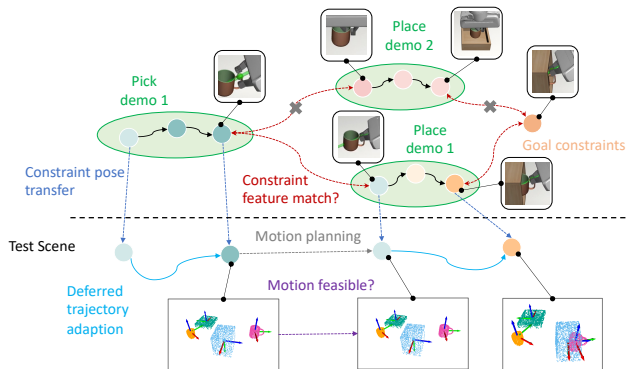 Place
demo 2
Pick
demo 1
Place
demo 1
Goal constraints
Constraint pose
transfer
Constraint
feature match?
Test Scene
Motion planning
Deferred
trajectory
adaption
Motion feasible?